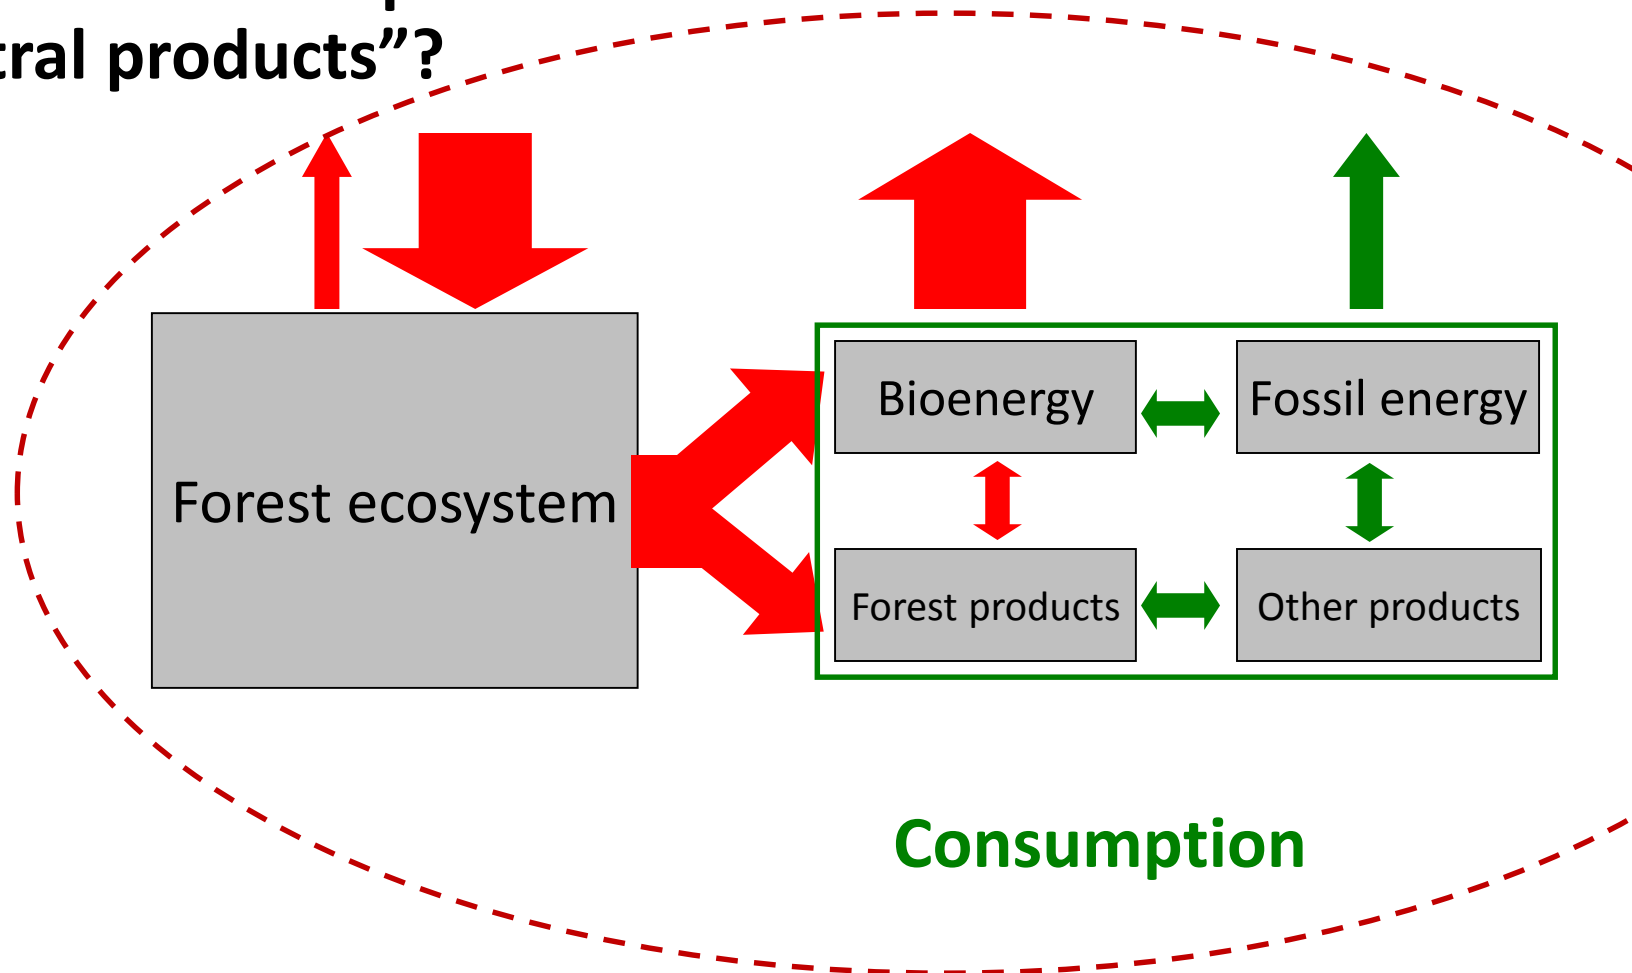 tral products”?
Bioenergy
Fossil energy
Forest ecosystem
Forest products
Other products
Consumption